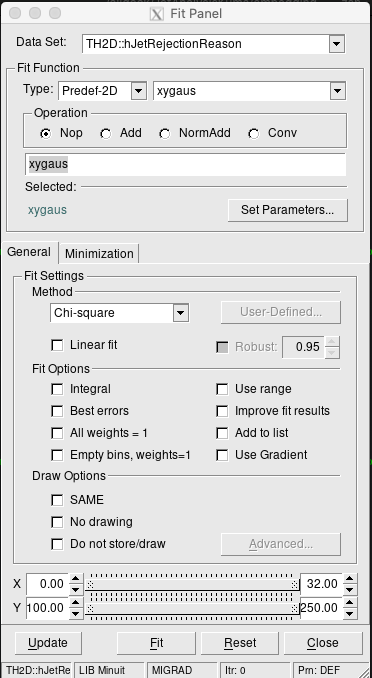 Fit Panel
Data Set: TH2D::hJetRejectionReason
Fit Function
Type: Predef-2D xygaus
Operation
Nop Add NormAdd Conv
xygaus
Selected:
xygaus Set Parameters...
General Minimization
Fit Settings
Method
Chi-square User-Defined...
Linear fit Robust: 0.95
Fit Options
Integral Use range
Best errors Improve fit results
All weights = 1 Add to list
Empty bins, weights=1 Use Gradient
Draw Options
SAME
No drawing
Do not store/draw Advanced...
X 0.00 32.00
Y 100.00 250.00
Update Fit Reset Close
TH2D::hJetRe LIB Minuit MIGRAD Itr: 0 Prn: DEF